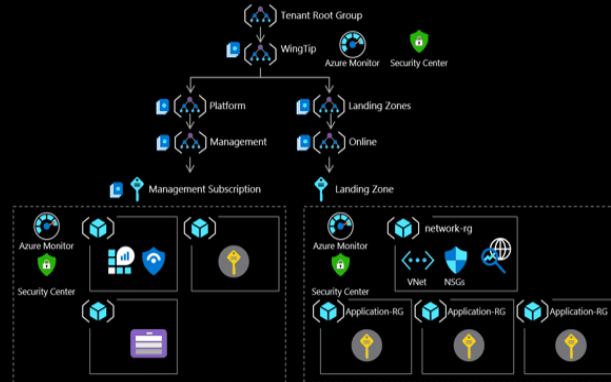 Tenant Root Group
WingTip
Azure Monitor
Security Center
Platform
Landing Zones
Management
Online
Management Subscription
Landing Zone
Azure Monitor
Security Center
Azure Monitor
Security Center
network-rg
VNet
NSGs
Application-RG
Application-RG
Application-RG